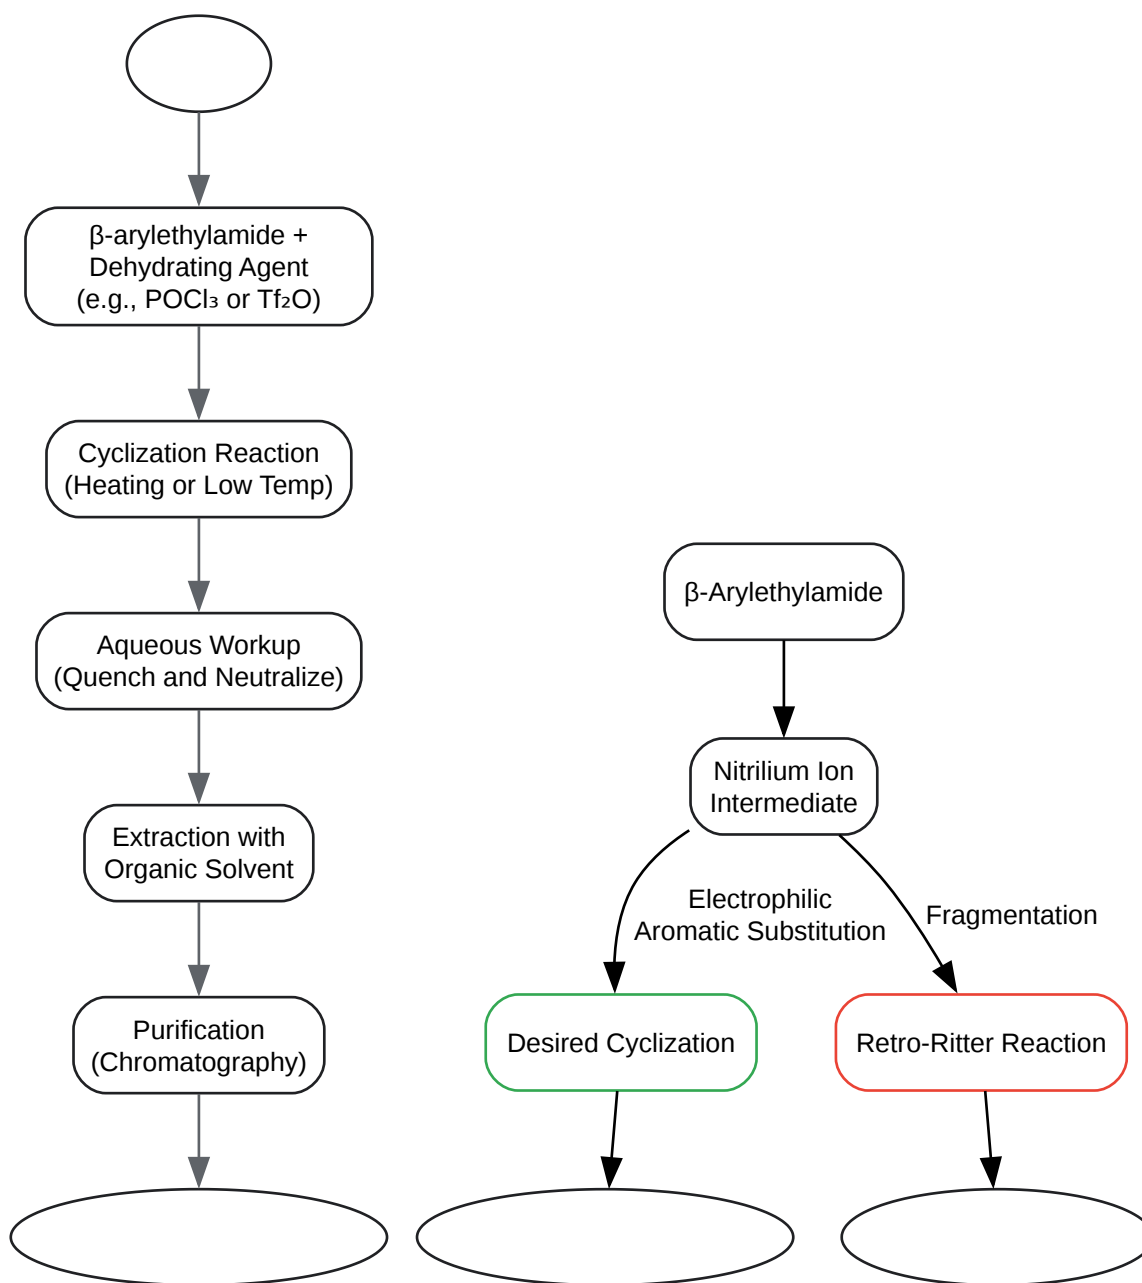 β-arylethylamide +
Dehydrating Agent
(e.g., POCl₃ or Tf₂O)
Cyclization Reaction
(Heating or Low Temp)
Aqueous Workup
(Quench and Neutralize)
Extraction with
Organic Solvent
Purification
(Chromatography)
β-Arylethylamide
Nitrilium Ion
Intermediate
Electrophilic
Aromatic Substitution
Fragmentation
Desired Cyclization
Retro-Ritter Reaction